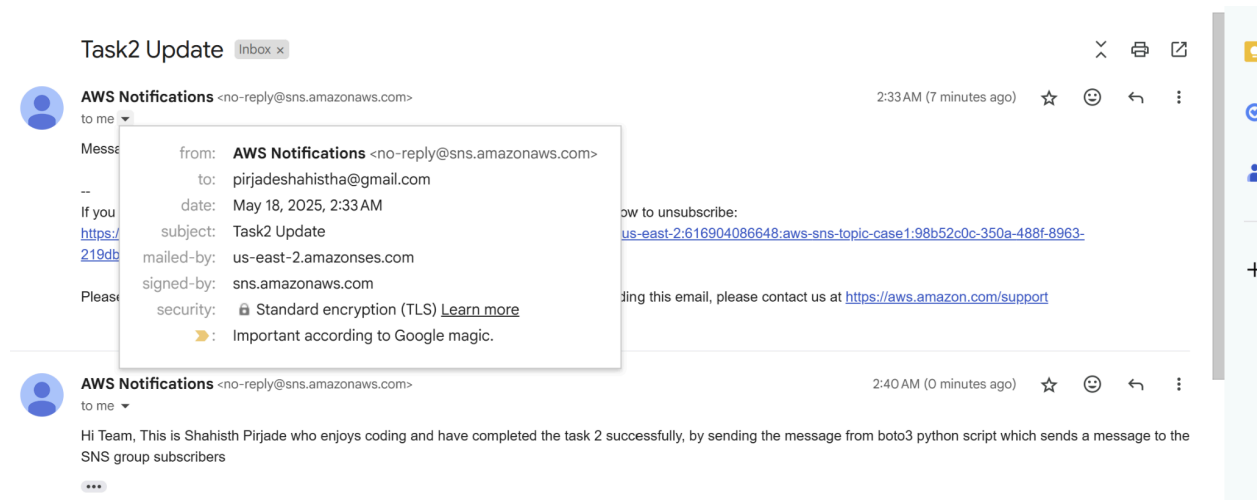 Task2 Update Inbox ×
AWS Notifications <no-reply@sns.amazonaws.com> 2:33 AM (7 minutes ago)
to me
from: AWS Notifications <no-reply@sns.amazonaws.com>
to: pirjadeshahistha@gmail.com
date: May 18, 2025, 2:33 AM
subject: Task2 Update
mailed-by: us-east-2.amazonses.com
signed-by: sns.amazonaws.com
security: Standard encryption (TLS) Learn more
: Important according to Google magic.
--
If you ow to unsubscribe:
https:/ us-east-2:616904086648:aws-sns-topic-case1:98b52c0c-350a-488f-8963-
219db
Please ding this email, please contact us at https://aws.amazon.com/support
AWS Notifications <no-reply@sns.amazonaws.com> 2:40 AM (0 minutes ago)
to me
Hi Team, This is Shahisth Pirjade who enjoys coding and have completed the task 2 successfully, by sending the message from boto3 python script which sends a message to the
SNS group subscribers